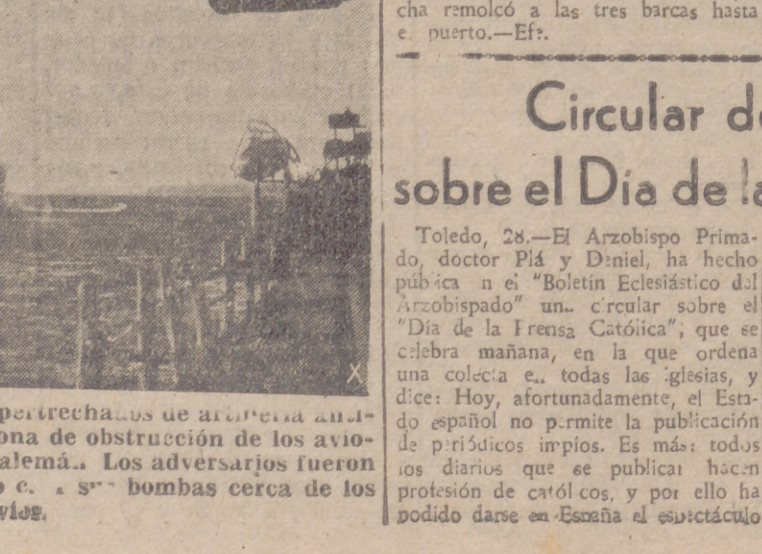 cha remolcó a las tres barcas hasta
puerto.—Efe.
Circular de
sobre el Día de la
Toledo, 28.—El Arzobispo Prima-
do, doctor Plá y Deniel, ha hecho
pública n el "Boletín Eclesiástico del
Arzobispado" un circular sobre el
"Día de la Prensa Católica", que se
celebra mañana, en la que ordena
una colecta en todas las iglesias, y
dice: Hoy, afortunadamente, el Esta-
do español no permite la publicación
de periódicos impíos. Es más: todos
los diarios que se publican hacen
profesión de católicos, y por ello ha
podido darse en España el espectáculo
X
pertrechados de artillería anti-
ona de obstrucción de los avio-
Los adversarios fueron
bombas cerca de los